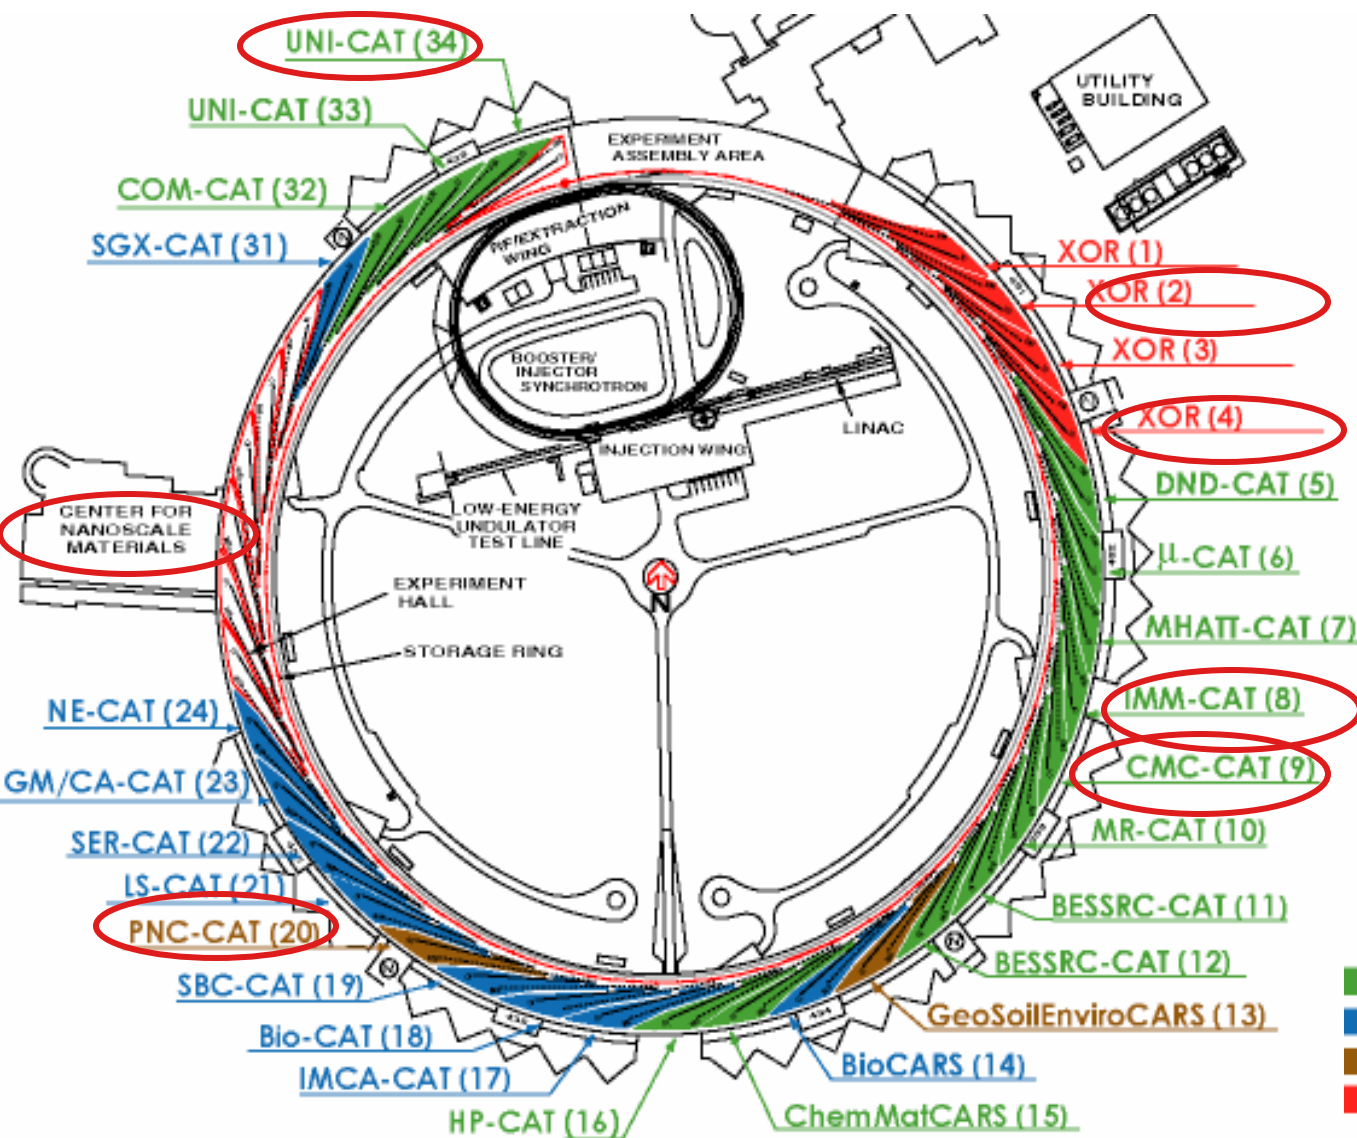 UNI-CAT (34)
UNI-CAT (33)
COM-CAT (32)
SGX-CAT (31)
EXPERIMENT
ASSEMBLY AREA
UTILITY
BUILDING
RF/EXTRACTION
WING
BOOSTER/
INJECTOR
SYNCHROTRON
LINAC
INJECTION WING
LOW-ENERGY
UNDULATOR
TEST LINE
XOR (1)
XOR (2)
XOR (3)
XOR (4)
DND-CAT (5)
μ-CAT (6)
MHATT-CAT (7)
IMM-CAT (8)
CMC-CAT (9)
MR-CAT (10)
BESSRC-CAT (11)
BESSRC-CAT (12)
GeoSoilEnviroCARS (13)
BioCARS (14)
ChemMatCARS (15)
HP-CAT (16)
IMCA-CAT (17)
Bio-CAT (18)
SBC-CAT (19)
PNC-CAT (20)
LS-CAT (21)
SER-CAT (22)
GM/CA-CAT (23)
NE-CAT (24)
CENTER FOR
NANOSCALE
MATERIALS
EXPERIMENT
HALL
STORAGE RING
N